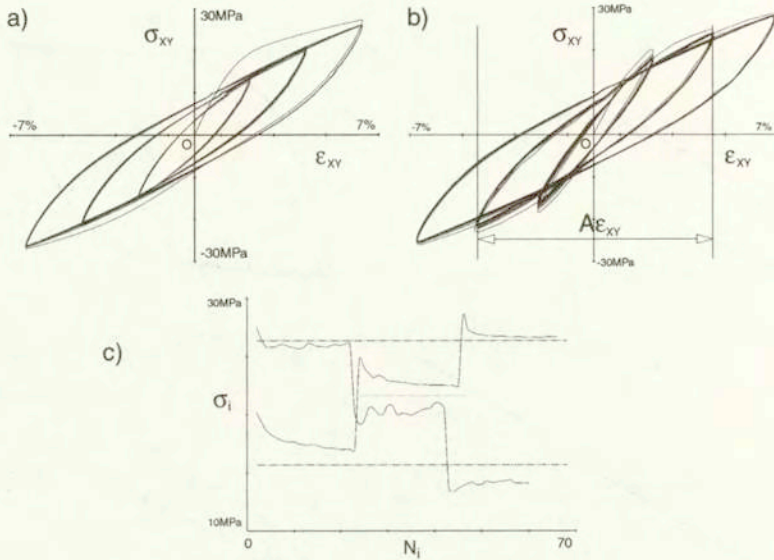 a)
30MPa
σXY
-7%
7%
O
εXY
-30MPa
b)
30MPa
σXY
-7%
7%
O
εXY
AεXY
-30MPa
c)
30MPa
σi
10MPa
0
Ni
70